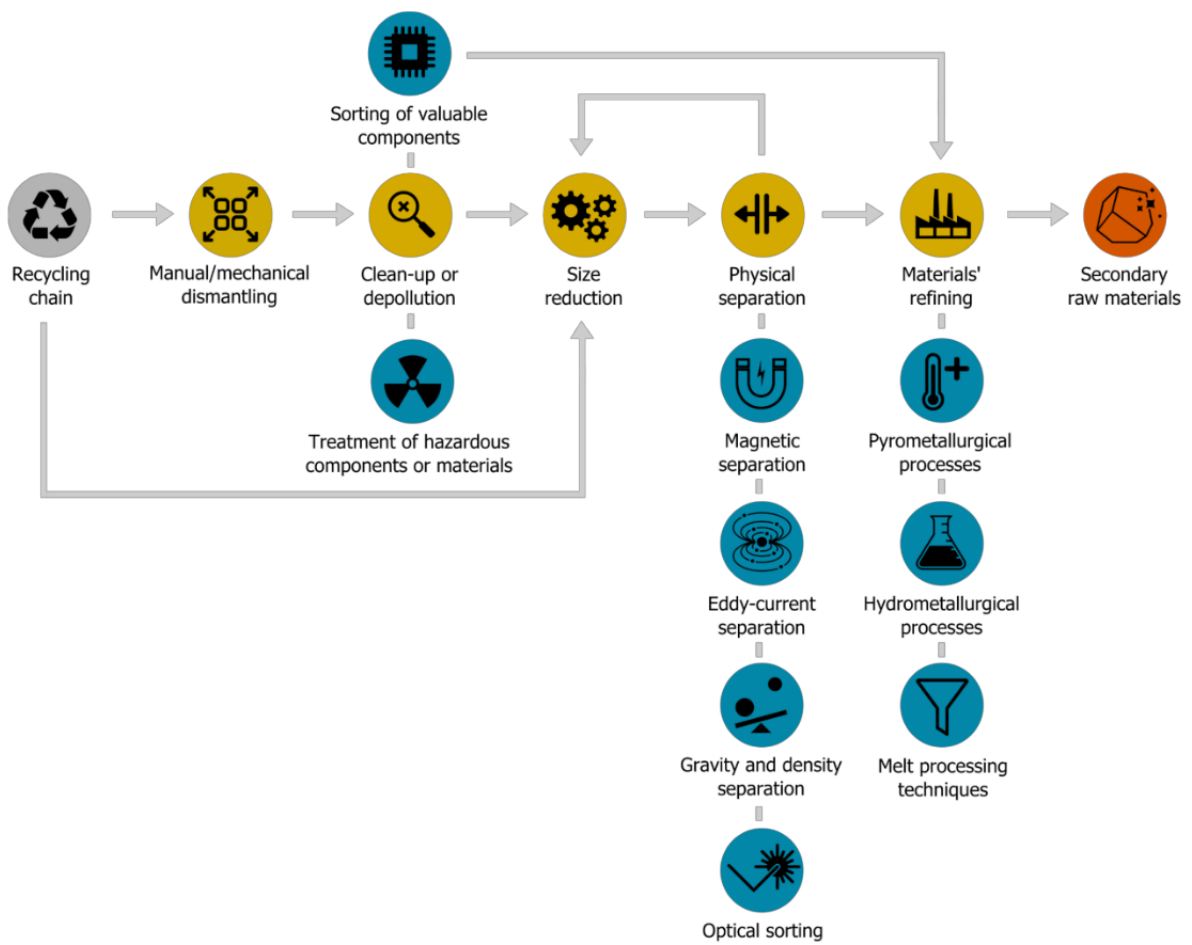 Sorting of valuable
components
Recycling
chain
Manual/mechanical
dismantling
Clean-up or
depollution
Size
reduction
Physical
separation
Materials'
refining
Secondary
raw materials
Treatment of hazardous
components or materials
Magnetic
separation
Pyrometallurgical
processes
Eddy-current
separation
Hydrometallurgical
processes
Gravity and density
separation
Melt processing
techniques
Optical sorting